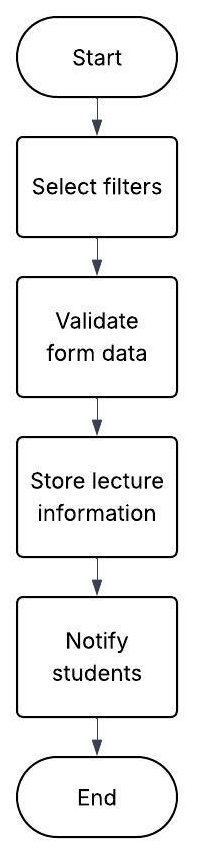 Start
Select filters
Validate
form data
Store lecture
information
Notify
students
End